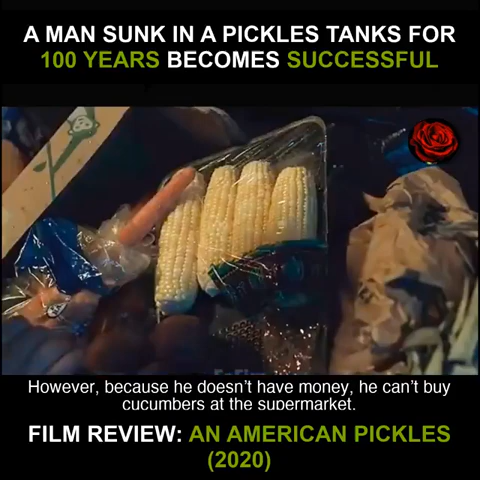 A MAN SUNK IN A PICKLES TANKS FOR
100 YEARS BECOMES SUCCESSFUL
However, because he doesn't have money, he can't buy
cucumbers at the supermarket.
FILM REVIEW: AN AMERICAN PICKLES
(2020)